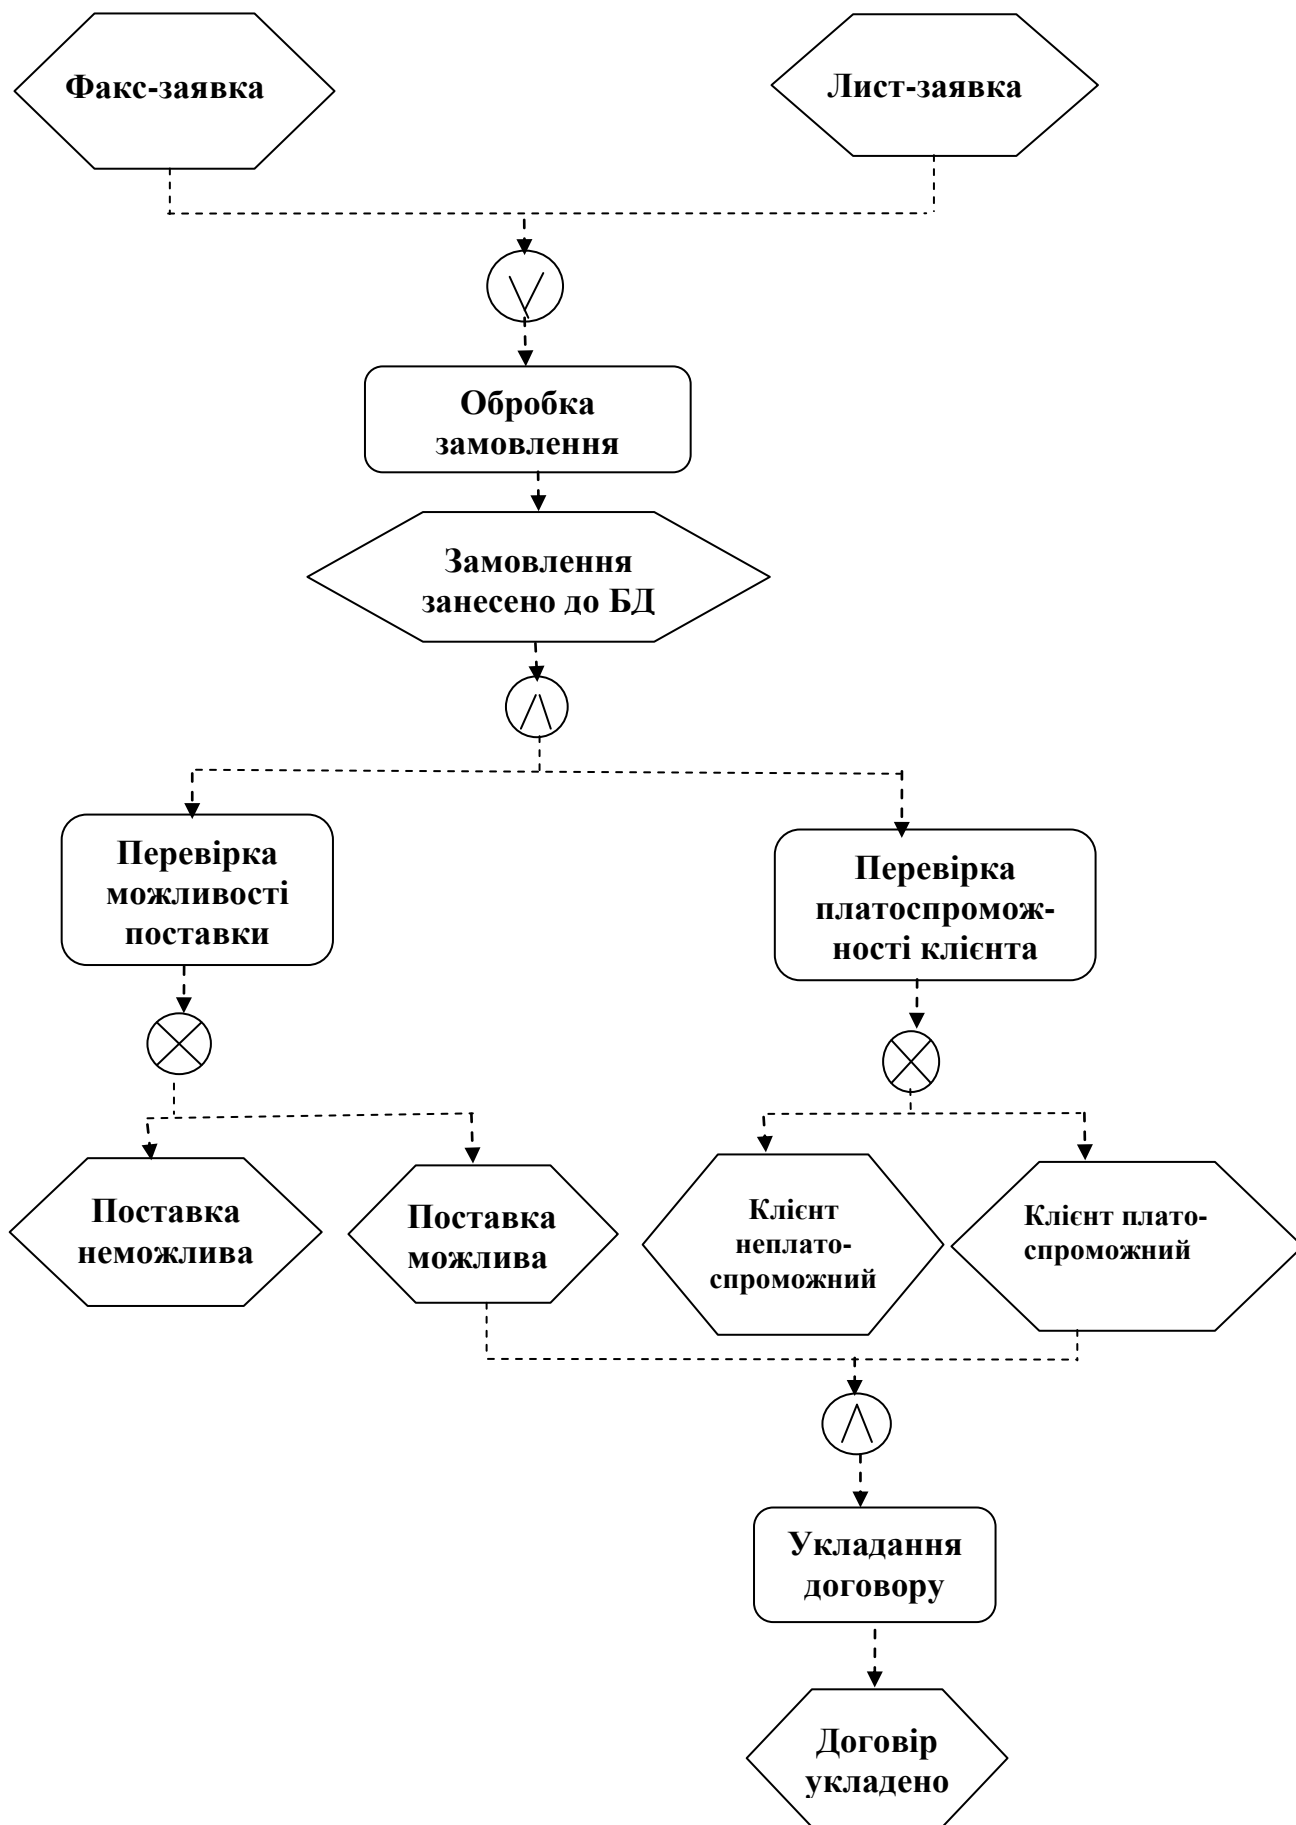 Факс-заявка
Лист-заявка
Обробка
замовлення
Замовлення
занесено до БД
Перевірка
можливості
поставки
Перевірка
платоспромож-
ності клієнта
Поставка
неможлива
Поставка
можлива
Клієнт
неплато-
спроможний
Клієнт плато-
спроможний
Укладання
договору
Договір
укладено